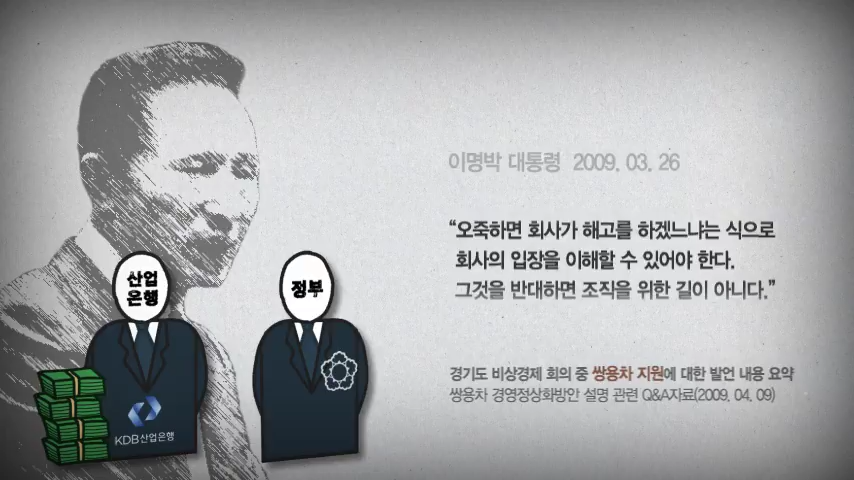 이명박 대통령 2009. 03. 26
“오죽하면 회사가 해고를 하겠느냐는 식으로
회사의 입장을 이해할 수 있어야 한다.
그것을 반대하면 조직을 위한 길이 아니다.”
산업
은행
정부
경기도 비상경제 회의 중 쌍용차 지원에 대한 발언 내용 요약
쌍용차 경영정상화방안 설명 관련 Q&A자료(2009. 04. 09)
KDB산업은행